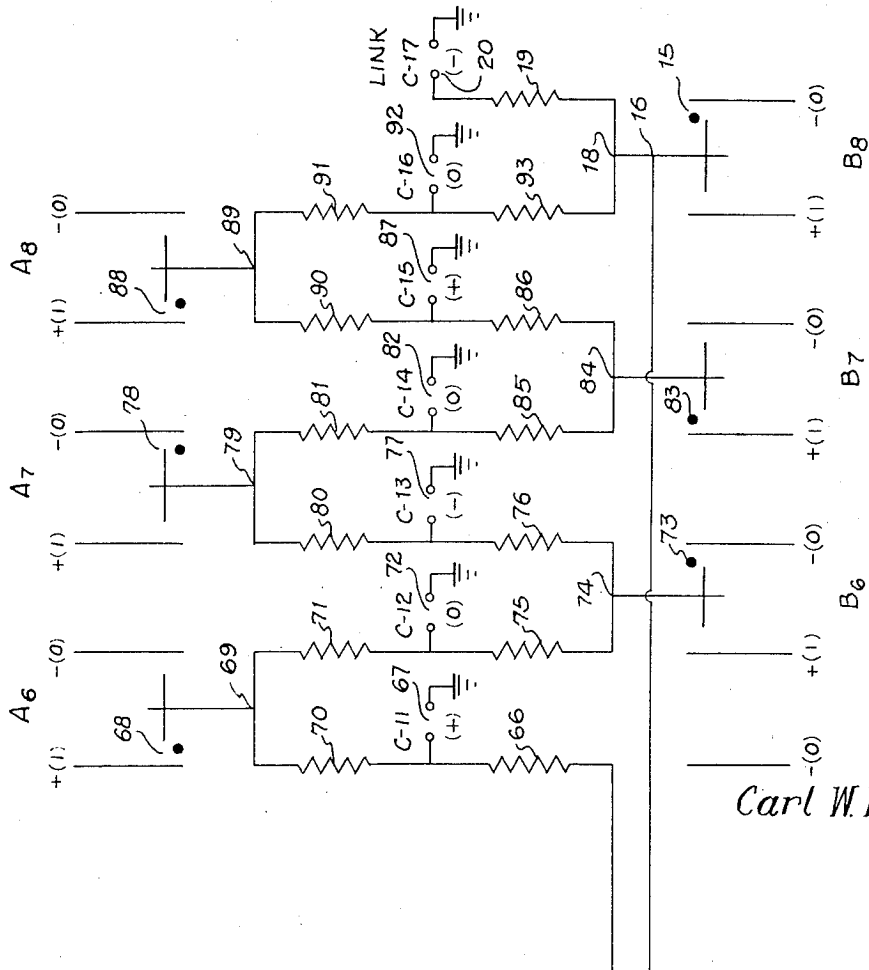 A6 A7 A8
+(1) -(0) +(1) -(0) +(1) -(0)
68 78 88
69 79 89
70 71 80 81 90 91
LINK
C-11 C-12 C-13 C-14 C-15 C-16 C-17
67 72 77 82 87 92
(+) (0) (-) (0) (+) (0) (-)
20
66 75 76 85 86 93 19
74 84 18
16
73 83 15
-(0) +(1) -(0) +(1) -(0) +(1) -(0)
B6 B7 B8
Carl W.